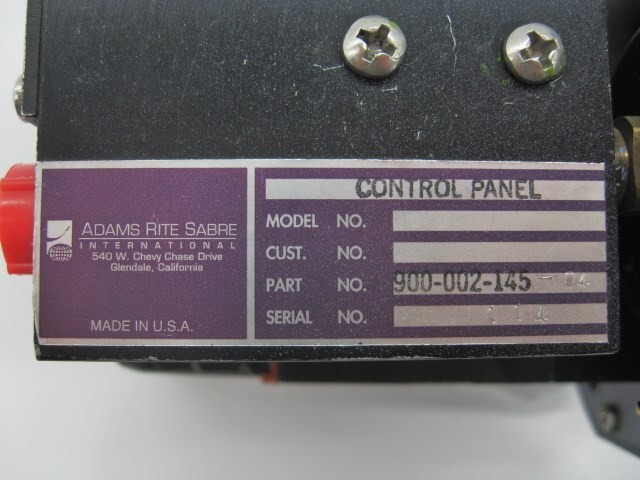 ADAMS RITE SABRE
INTERNATIONAL
540 W. Chevy Chase Drive
Glendale, California
MADE IN U.S.A.
CONTROL PANEL
MODEL NO.
CUST. NO.
PART NO. 900-002-145
SERIAL NO.